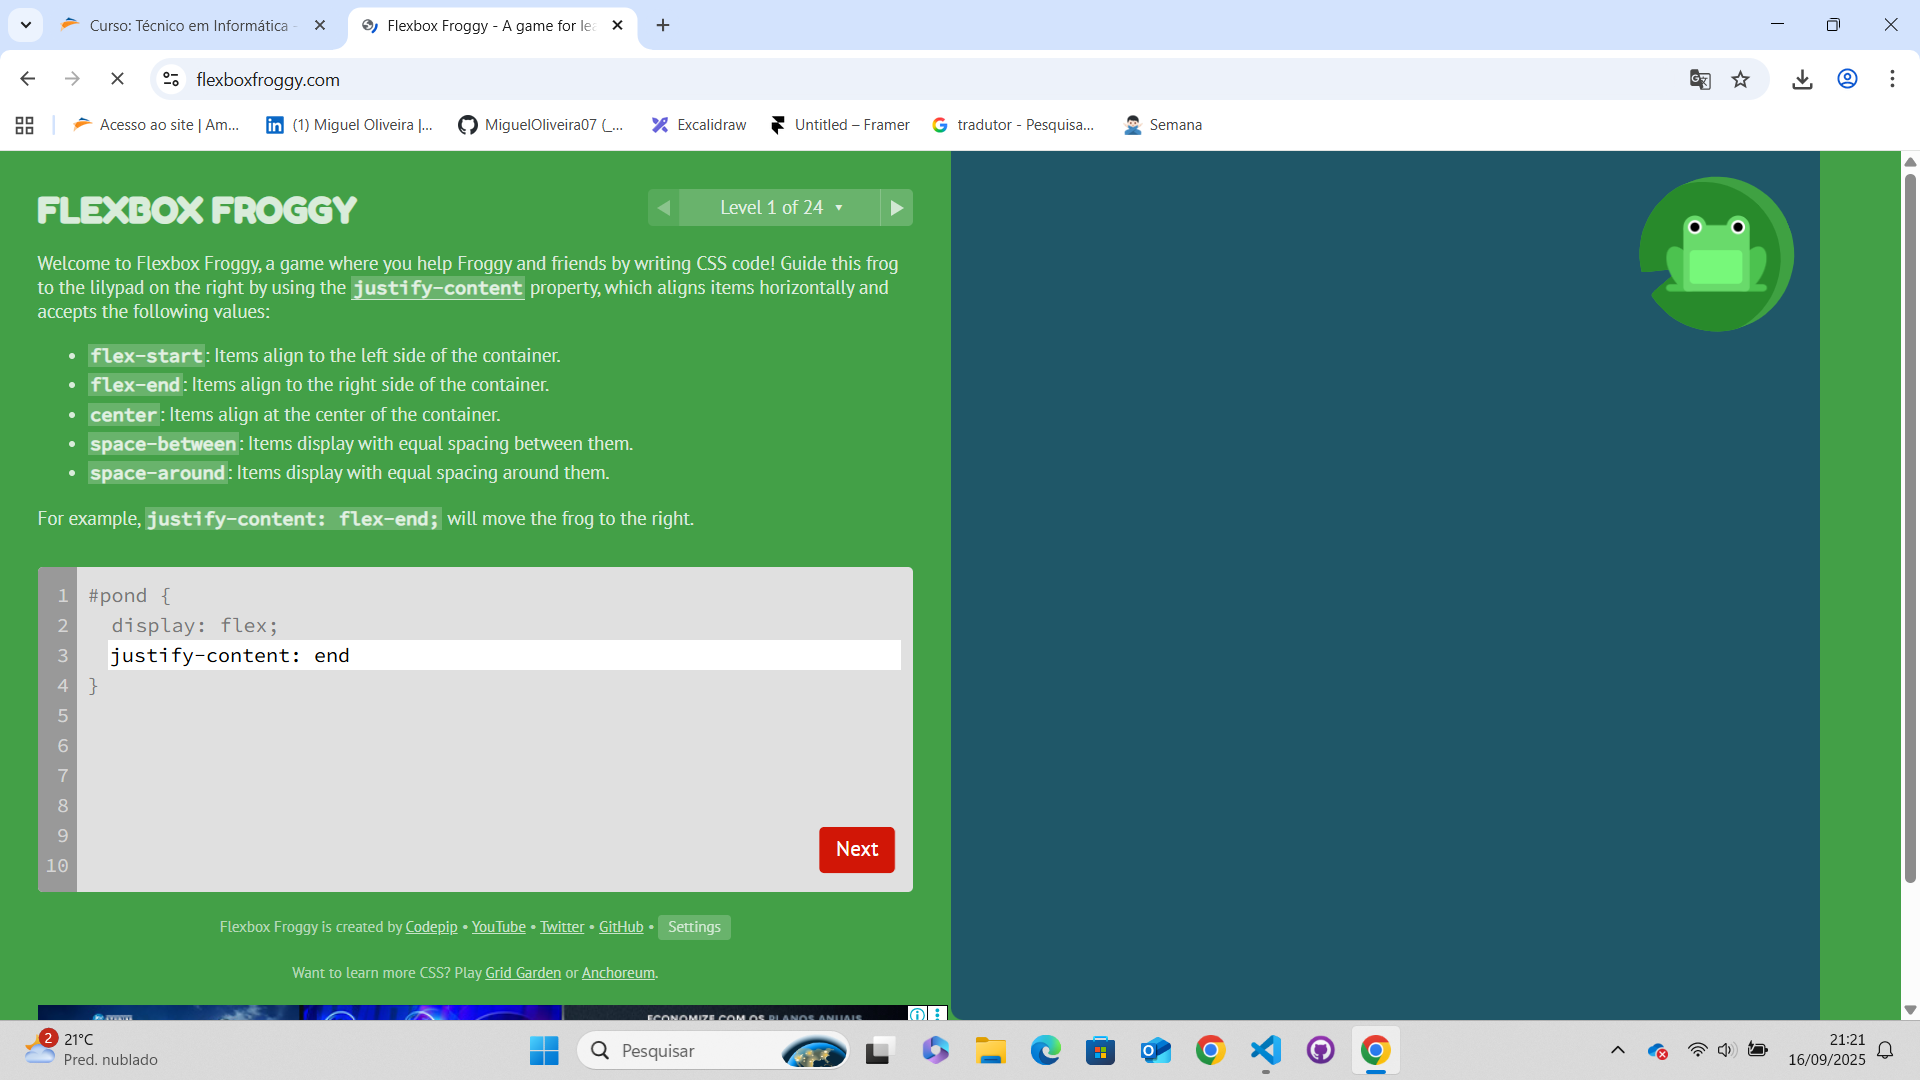 Curso: Técnico em Informática -
Flexbox Froggy - A game for lea
flexboxfroggy.com
Acesso ao site | Am...
(1) Miguel Oliveira |...
MiguelOliveira07 (_...
Excalidraw
Untitled – Framer
tradutor - Pesquisa...
Semana
FLEXBOX FROGGY
Level 1 of 24
Welcome to Flexbox Froggy, a game where you help Froggy and friends by writing CSS code! Guide this frog
to the lilypad on the right by using the justify-content property, which aligns items horizontally and
accepts the following values:
• flex-start: Items align to the left side of the container.
• flex-end: Items align to the right side of the container.
• center: Items align at the center of the container.
• space-between: Items display with equal spacing between them.
• space-around: Items display with equal spacing around them.
For example, justify-content: flex-end; will move the frog to the right.
1 #pond {
2 display: flex;
3 justify-content: end
4 }
5
6
7
8
9
10
Next
Flexbox Froggy is created by Codepip • YouTube • Twitter • GitHub • Settings
Want to learn more CSS? Play Grid Garden or Anchoreum.
ECONOMIZE COM OS PLANOS ANUAIS
2
21°C
Pred. nublado
Pesquisar
21:21
16/09/2025